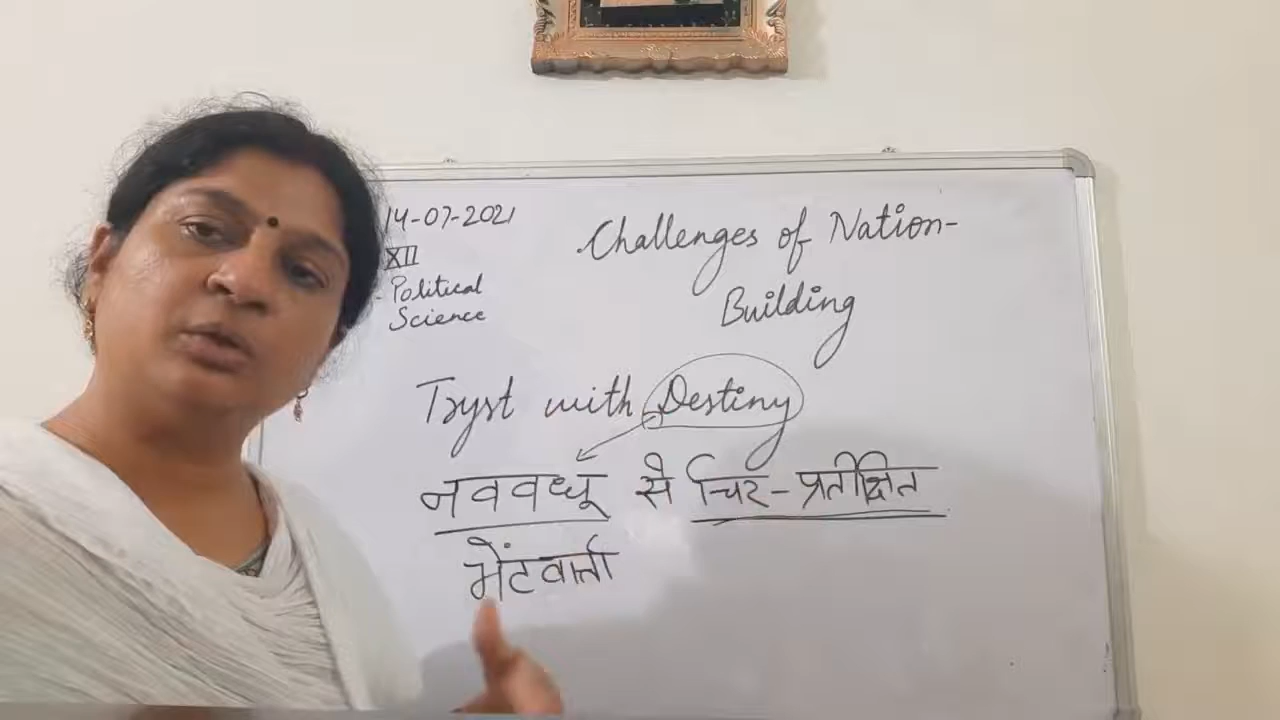 14-07-2021
XII
Political
Science
Challenges of Nation-
Building
Tryst with Destiny
नववधू से चिर-प्रतीक्षित
भेंटवार्ता